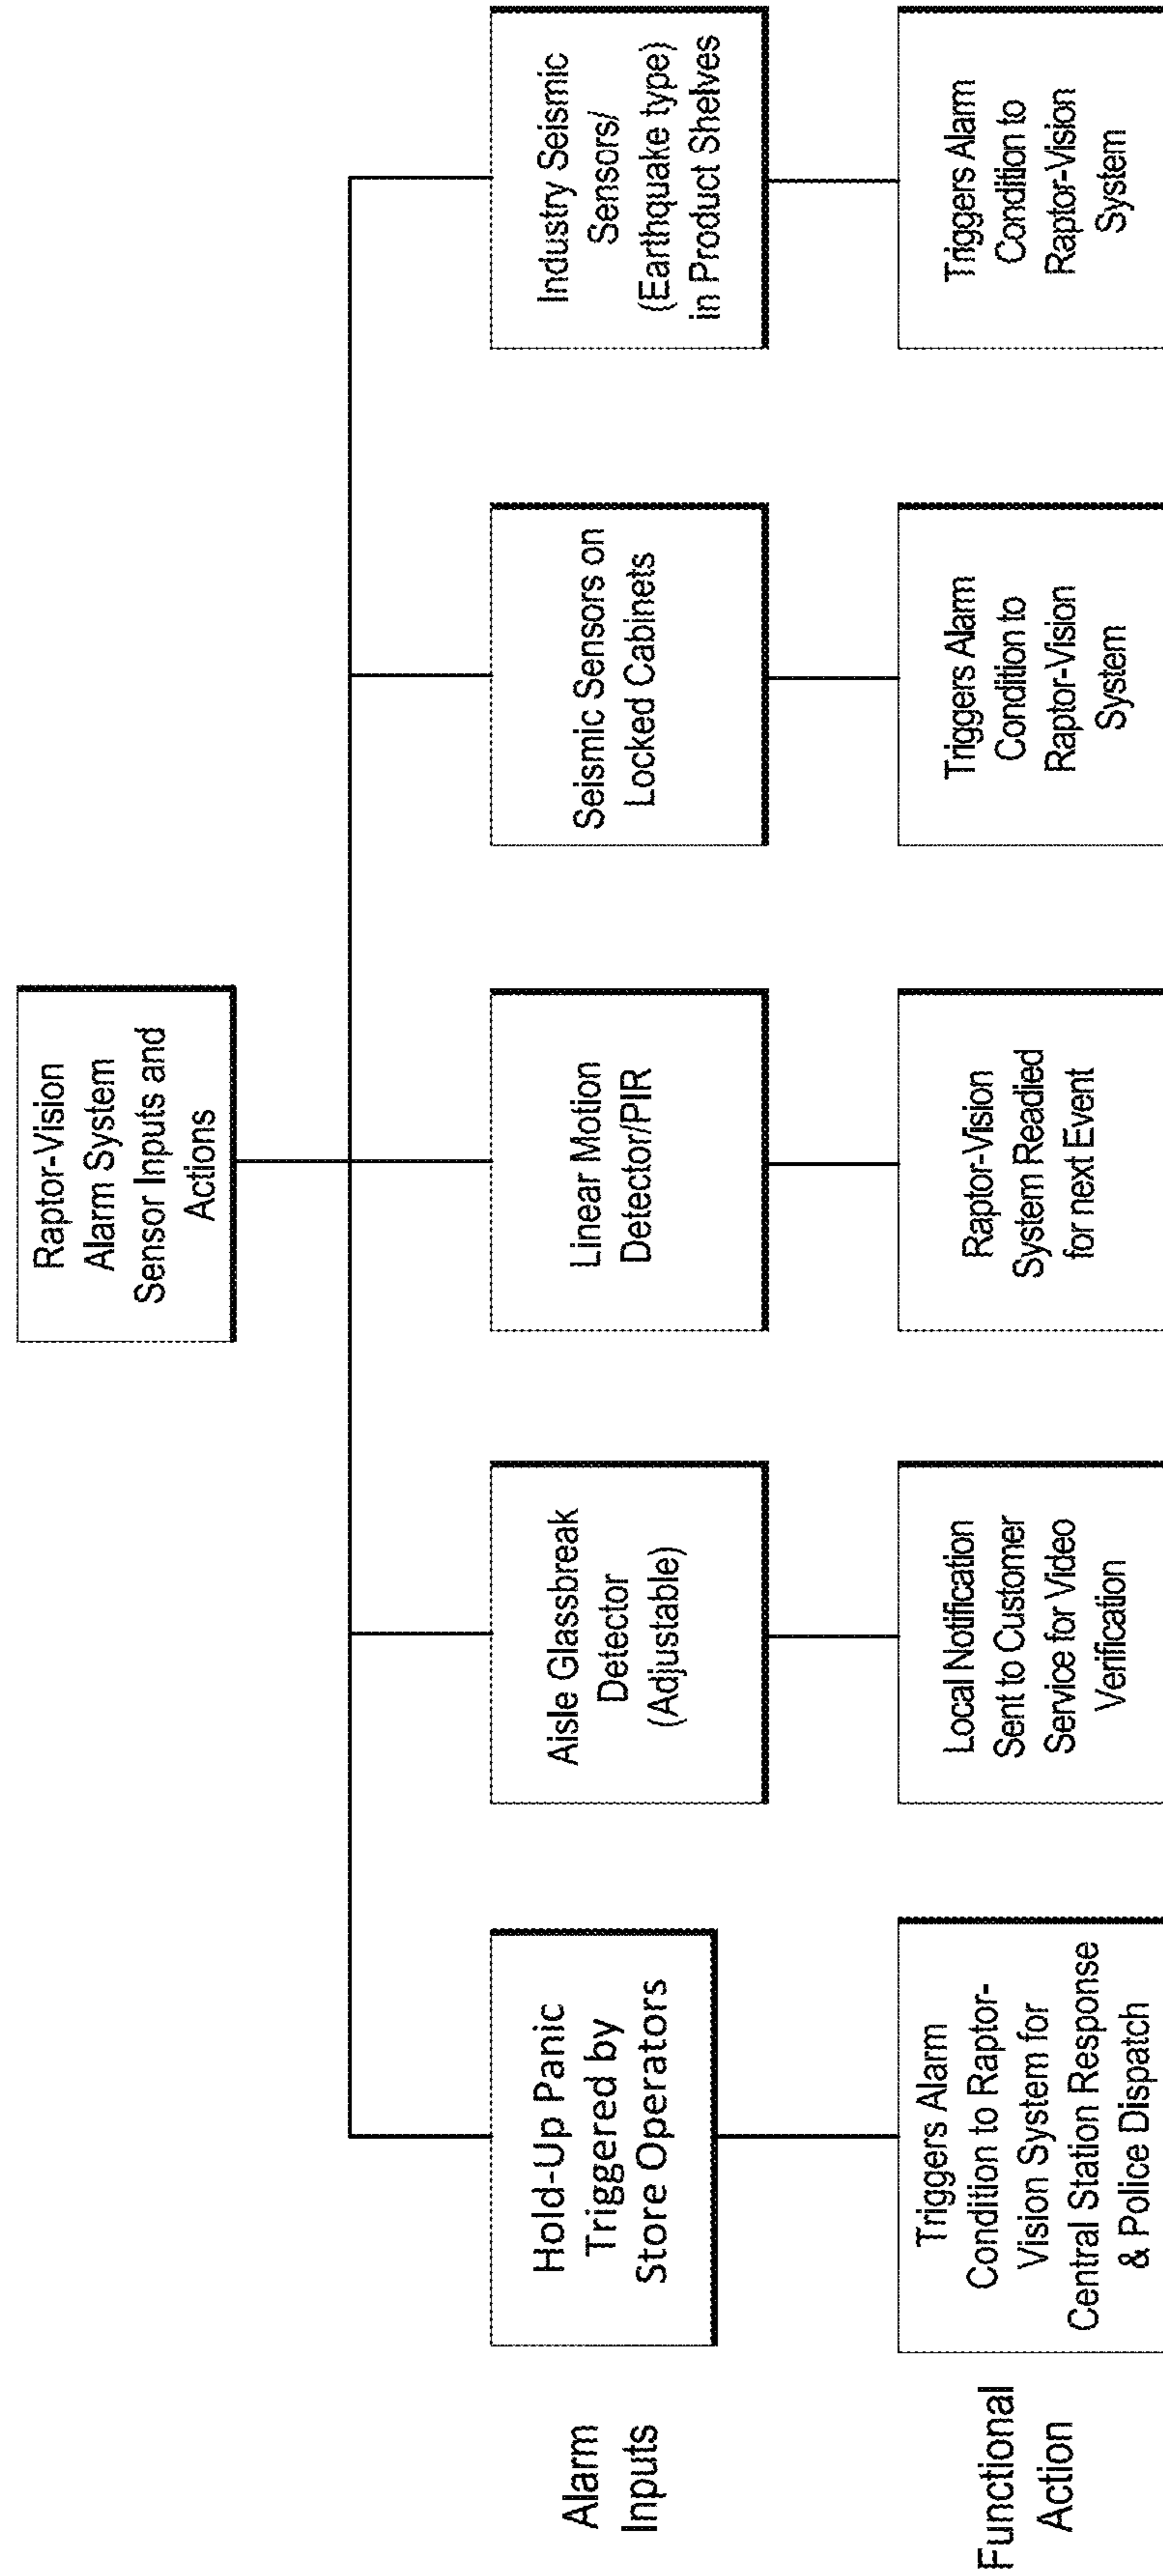 Raptor-Vision
Alarm System
Sensor Inputs and
Actions
Alarm
Inputs
Hold-Up Panic
Triggered by
Store Operators
Aisle Glassbreak
Detector
(Adjustable)
Linear Motion
Detector/PIR
Seismic Sensors on
Locked Cabinets
Industry Seismic
Sensors/
(Earthquake type)
in Product Shelves
Functional
Action
Triggers Alarm
Condition to Raptor-
Vision System for
Central Station Response
& Police Dispatch
Local Notification
Sent to Customer
Service for Video
Verification
Raptor-Vision
System Readied
for next Event
Triggers Alarm
Condition to
Raptor-Vision
System
Triggers Alarm
Condition to
Raptor-Vision
System